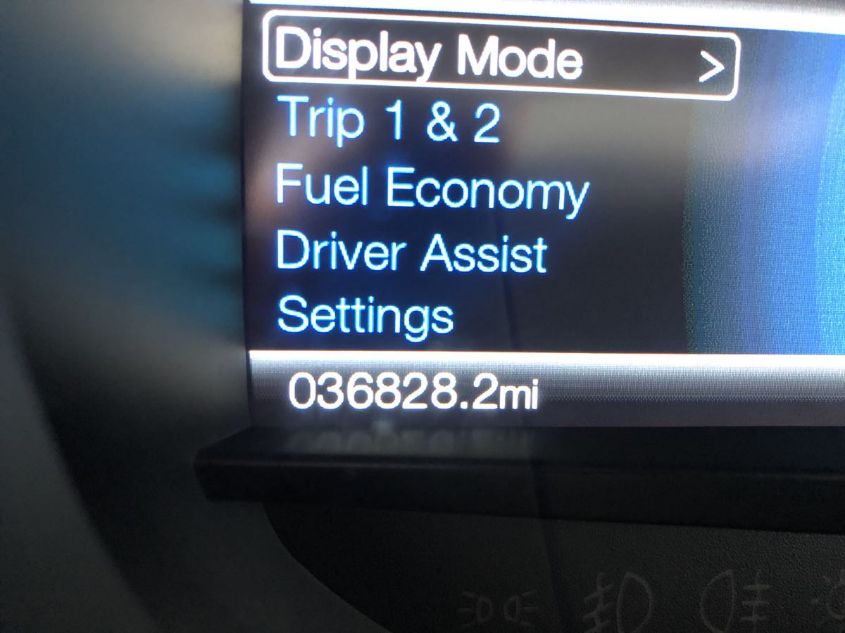 Display Mode >
Trip 1 & 2
Fuel Economy
Driver Assist
Settings
036828.2mi